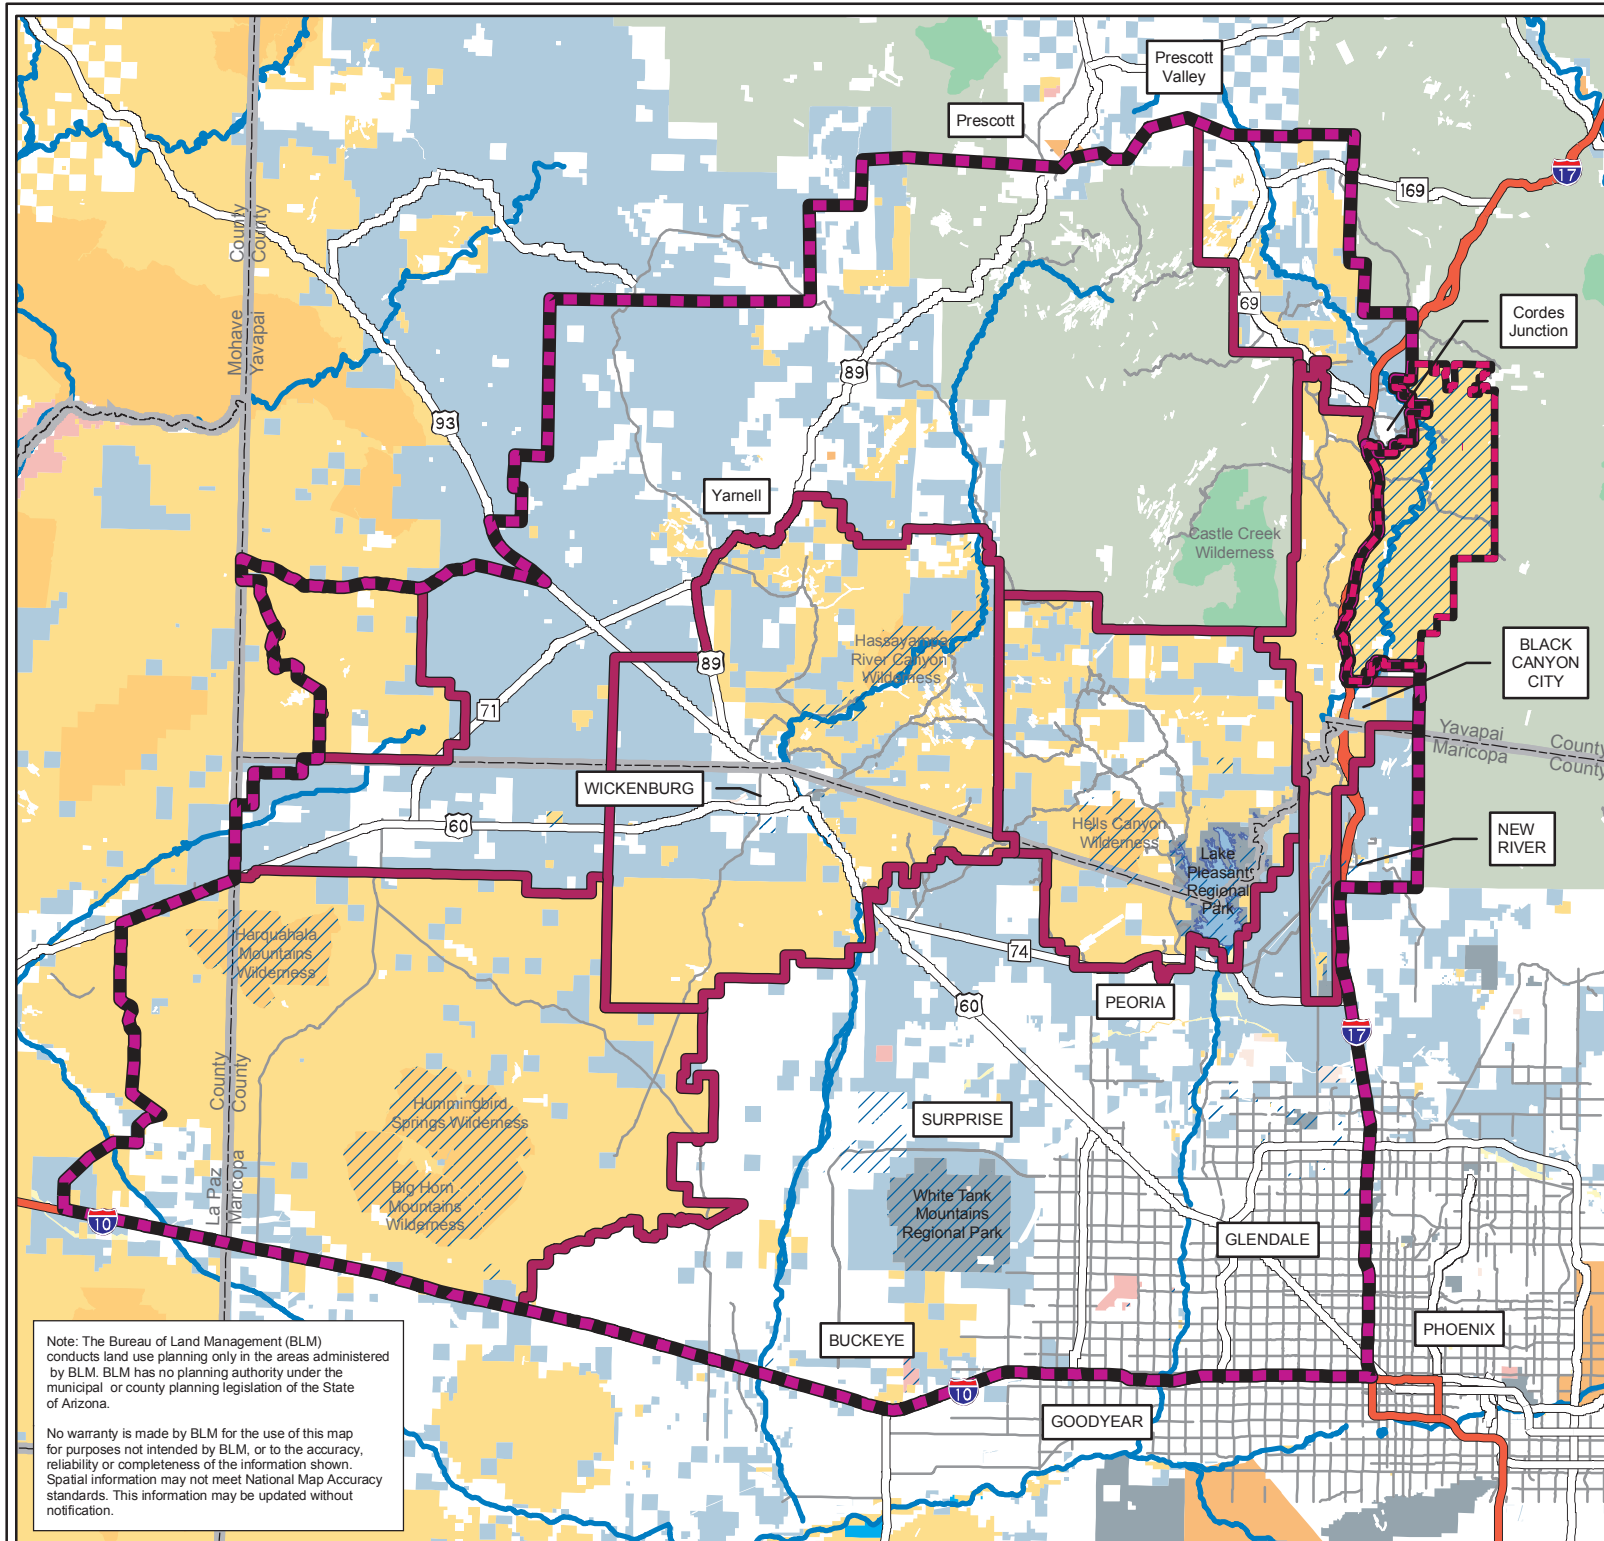 Prescott
Valley
Prescott
17
169
County
County
69
Cordes
Junction
Mohave
Yavapai
89
93
Yarnell
Castle Creek
Wilderness
Hassayampa
River Canyon
Wilderness
89
BLACK
CANYON
CITY
71
Yavapai
Maricopa
County
County
WICKENBURG
60
Hells Canyon
Wilderness
NEW
RIVER
Lake
Pleasant
Regional
Park
Harquahala
Mountains
Wilderness
74
PEORIA
60
17
County
County
Hummingbird
Springs Wilderness
SURPRISE
La Paz
Maricopa
Big Horn
Mountains
Wilderness
White Tank
Mountains
Regional Park
10
GLENDALE
PHOENIX
BUCKEYE
10
GOODYEAR
Note: The Bureau of Land Management (BLM)
conducts land use planning only in the areas administered
by BLM. BLM has no planning authority under the
municipal or county planning legislation of the State
of Arizona.
No warranty is made by BLM for the use of this map
for purposes not intended by BLM, or to the accuracy,
reliability or completeness of the information shown.
Spatial information may not meet National Map Accuracy
standards. This information may be updated without
notification.